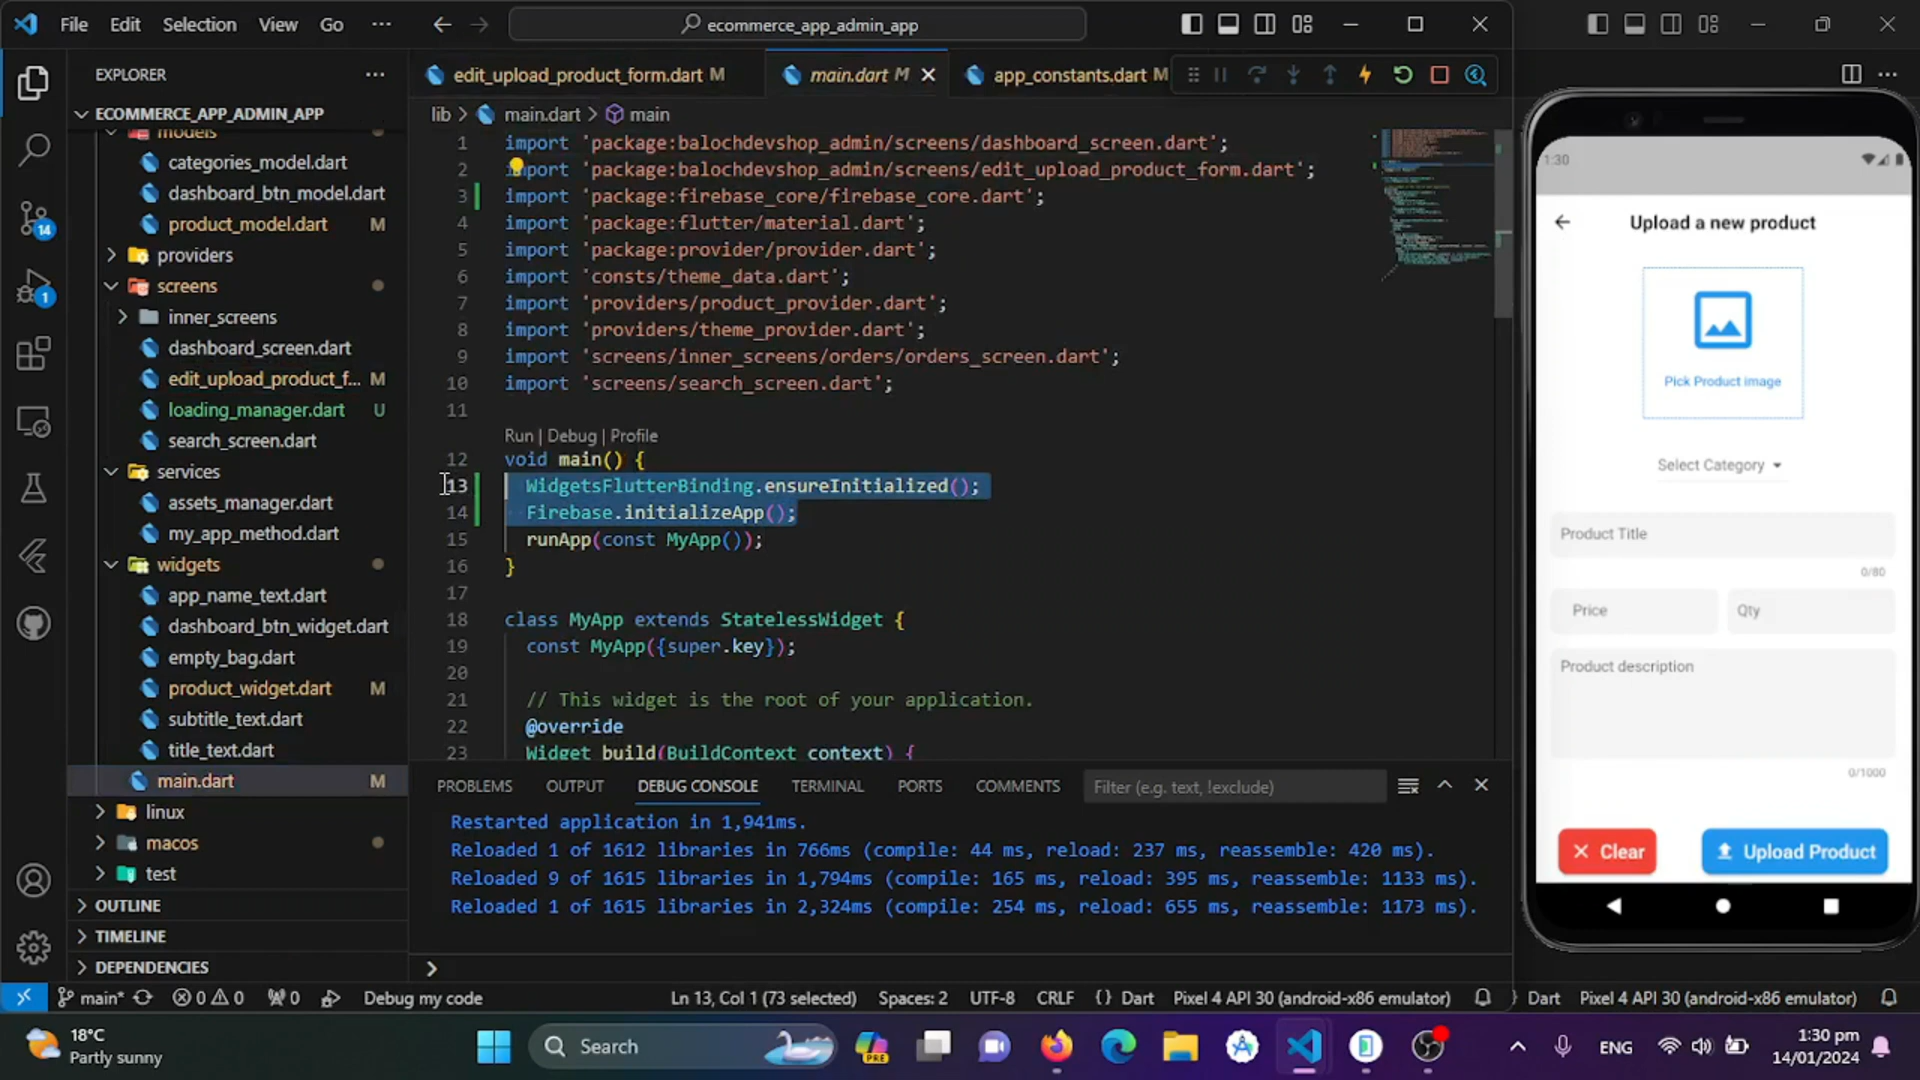 File Edit Selection View Go ···
ecommerce_app_admin_app
EXPLORER
ECOMMERCE_APP_ADMIN_APP
models
categories_model.dart
dashboard_btn_model.dart
product_model.dart M
providers
screens
inner_screens
dashboard_screen.dart
edit_upload_product_f... M
loading_manager.dart U
search_screen.dart
services
assets_manager.dart
my_app_method.dart
widgets
app_name_text.dart
dashboard_btn_widget.dart
empty_bag.dart
product_widget.dart M
subtitle_text.dart
title_text.dart
main.dart M
linux
macos
test
OUTLINE
TIMELINE
DEPENDENCIES
14
1
edit_upload_product_form.dart M
main.dart M
app_constants.dart M
lib > main.dart > main
1 import 'package:balochdevshop_admin/screens/dashboard_screen.dart';
2 import 'package:balochdevshop_admin/screens/edit_upload_product_form.dart';
3 import 'package:firebase_core/firebase_core.dart';
4 import 'package:flutter/material.dart';
5 import 'package:provider/provider.dart';
6 import 'consts/theme_data.dart';
7 import 'providers/product_provider.dart';
8 import 'providers/theme_provider.dart';
9 import 'screens/inner_screens/orders/orders_screen.dart';
10 import 'screens/search_screen.dart';
11
Run | Debug | Profile
12 void main() {
13 WidgetsFlutterBinding.ensureInitialized();
14 Firebase.initializeApp();
15 runApp(const MyApp());
16 }
17
18 class MyApp extends StatelessWidget {
19 const MyApp({super.key});
20
21 // This widget is the root of your application.
22 @override
23 Widget build(BuildContext context) {
PROBLEMS OUTPUT DEBUG CONSOLE TERMINAL PORTS COMMENTS
Filter (e.g. text, !exclude)
Restarted application in 1,941ms.
Reloaded 1 of 1612 libraries in 766ms (compile: 44 ms, reload: 237 ms, reassemble: 420 ms).
Reloaded 9 of 1615 libraries in 1,794ms (compile: 165 ms, reload: 395 ms, reassemble: 1133 ms).
Reloaded 1 of 1615 libraries in 2,324ms (compile: 254 ms, reload: 655 ms, reassemble: 1173 ms).
1:30
Upload a new product
Pick Product image
Select Category
Product Title
0/80
Price
Qty
Product description
0/1000
Clear
Upload Product
main* 0 0 0 Debug my code
Ln 13, Col 1 (73 selected) Spaces: 2 UTF-8 CRLF {} Dart Pixel 4 API 30 (android-x86 emulator)
Dart Pixel 4 API 30 (android-x86 emulator)
18°C
Partly sunny
Search
PRE
ENG
1:30 pm
14/01/2024